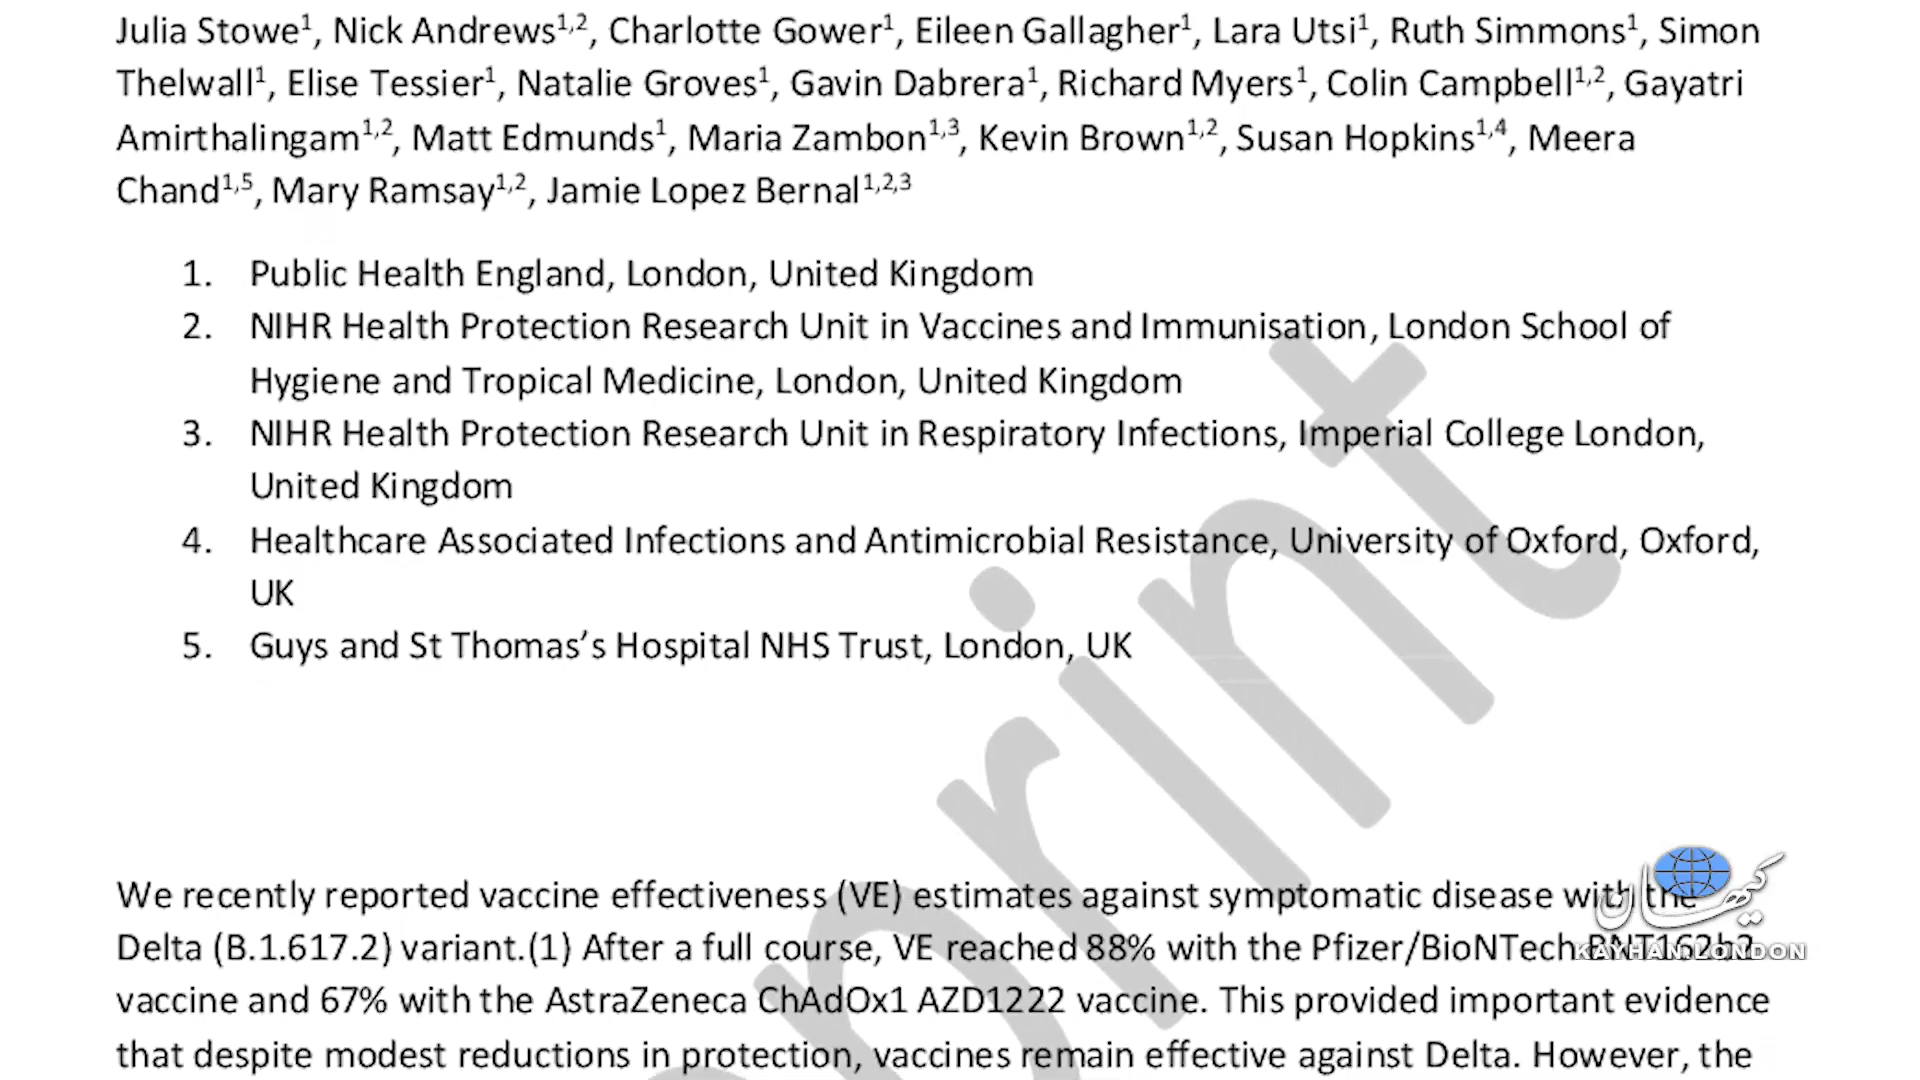 Julia Stowe1, Nick Andrews1,2, Charlotte Gower1, Eileen Gallagher1, Lara Utsi1, Ruth Simmons1, Simon
Thelwall1, Elise Tessier1, Natalie Groves1, Gavin Dabrera1, Richard Myers1, Colin Campbell1,2, Gayatri
Amirthalingam1,2, Matt Edmunds1, Maria Zambon1,3, Kevin Brown1,2, Susan Hopkins1,4, Meera
Chand1,5, Mary Ramsay1,2, Jamie Lopez Bernal1,2,3
1. Public Health England, London, United Kingdom
2. NIHR Health Protection Research Unit in Vaccines and Immunisation, London School of
Hygiene and Tropical Medicine, London, United Kingdom
3. NIHR Health Protection Research Unit in Respiratory Infections, Imperial College London,
United Kingdom
4. Healthcare Associated Infections and Antimicrobial Resistance, University of Oxford, Oxford,
UK
5. Guys and St Thomas’s Hospital NHS Trust, London, UK
print
We recently reported vaccine effectiveness (VE) estimates against symptomatic disease with the
Delta (B.1.617.2) variant.(1) After a full course, VE reached 88% with the Pfizer/BioNTech BNT162b2
vaccine and 67% with the AstraZeneca ChAdOx1 AZD1222 vaccine. This provided important evidence
that despite modest reductions in protection, vaccines remain effective against Delta. However, the
کیهان
KAYHAN.LONDON